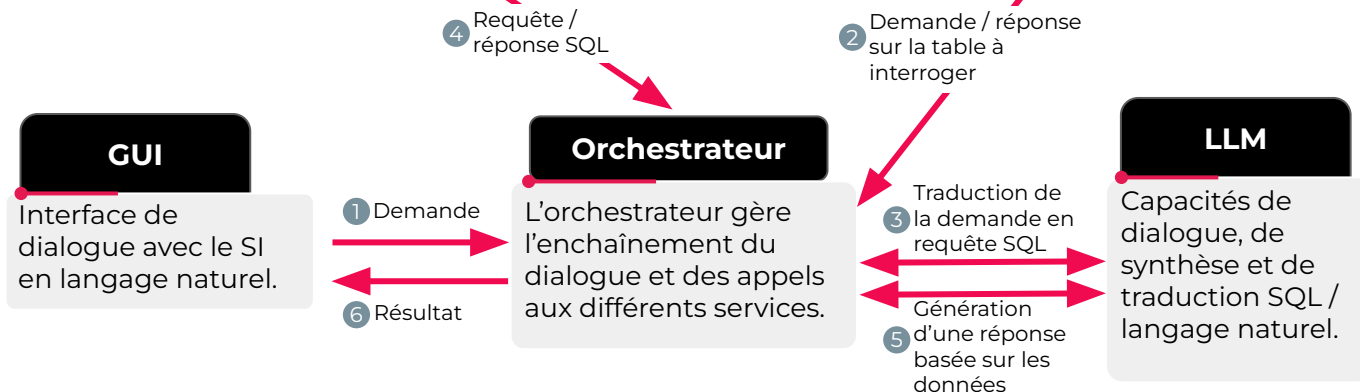 4 Requête /
réponse SQL
2 Demande / réponse
sur la table à
interroger
GUI
Interface de
dialogue avec le SI
en langage naturel.
1 Demande
6 Résultat
Orchestrateur
L'orchestrateur gère
l'enchaînement du
dialogue et des appels
aux différents services.
Traduction de
3 la demande en
requête SQL
Génération
5 d'une réponse
basée sur les
données
LLM
Capacités de
dialogue, de
synthèse et de
traduction SQL /
langage naturel.